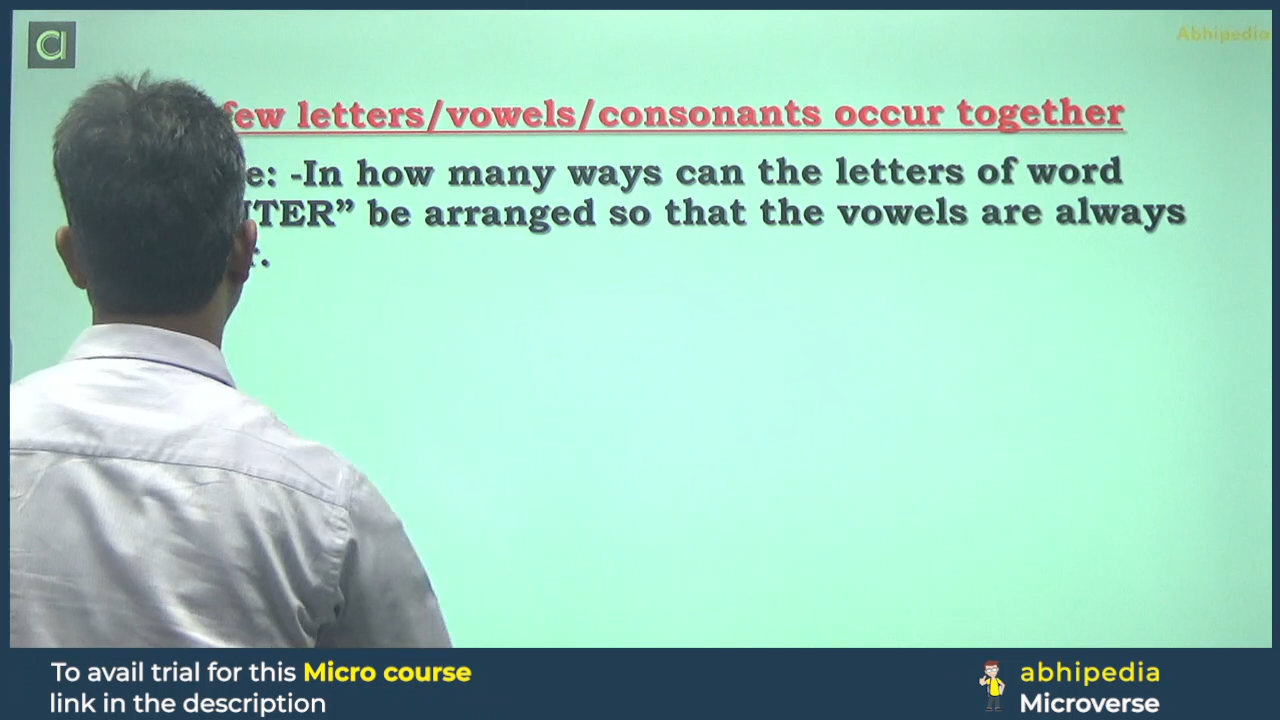 Abhipedia
few letters/vowels/consonants occur together
e: -In how many ways can the letters of word
TER” be arranged so that the vowels are always
r.
To avail trial for this Micro course
link in the description
abhipedia
Microverse